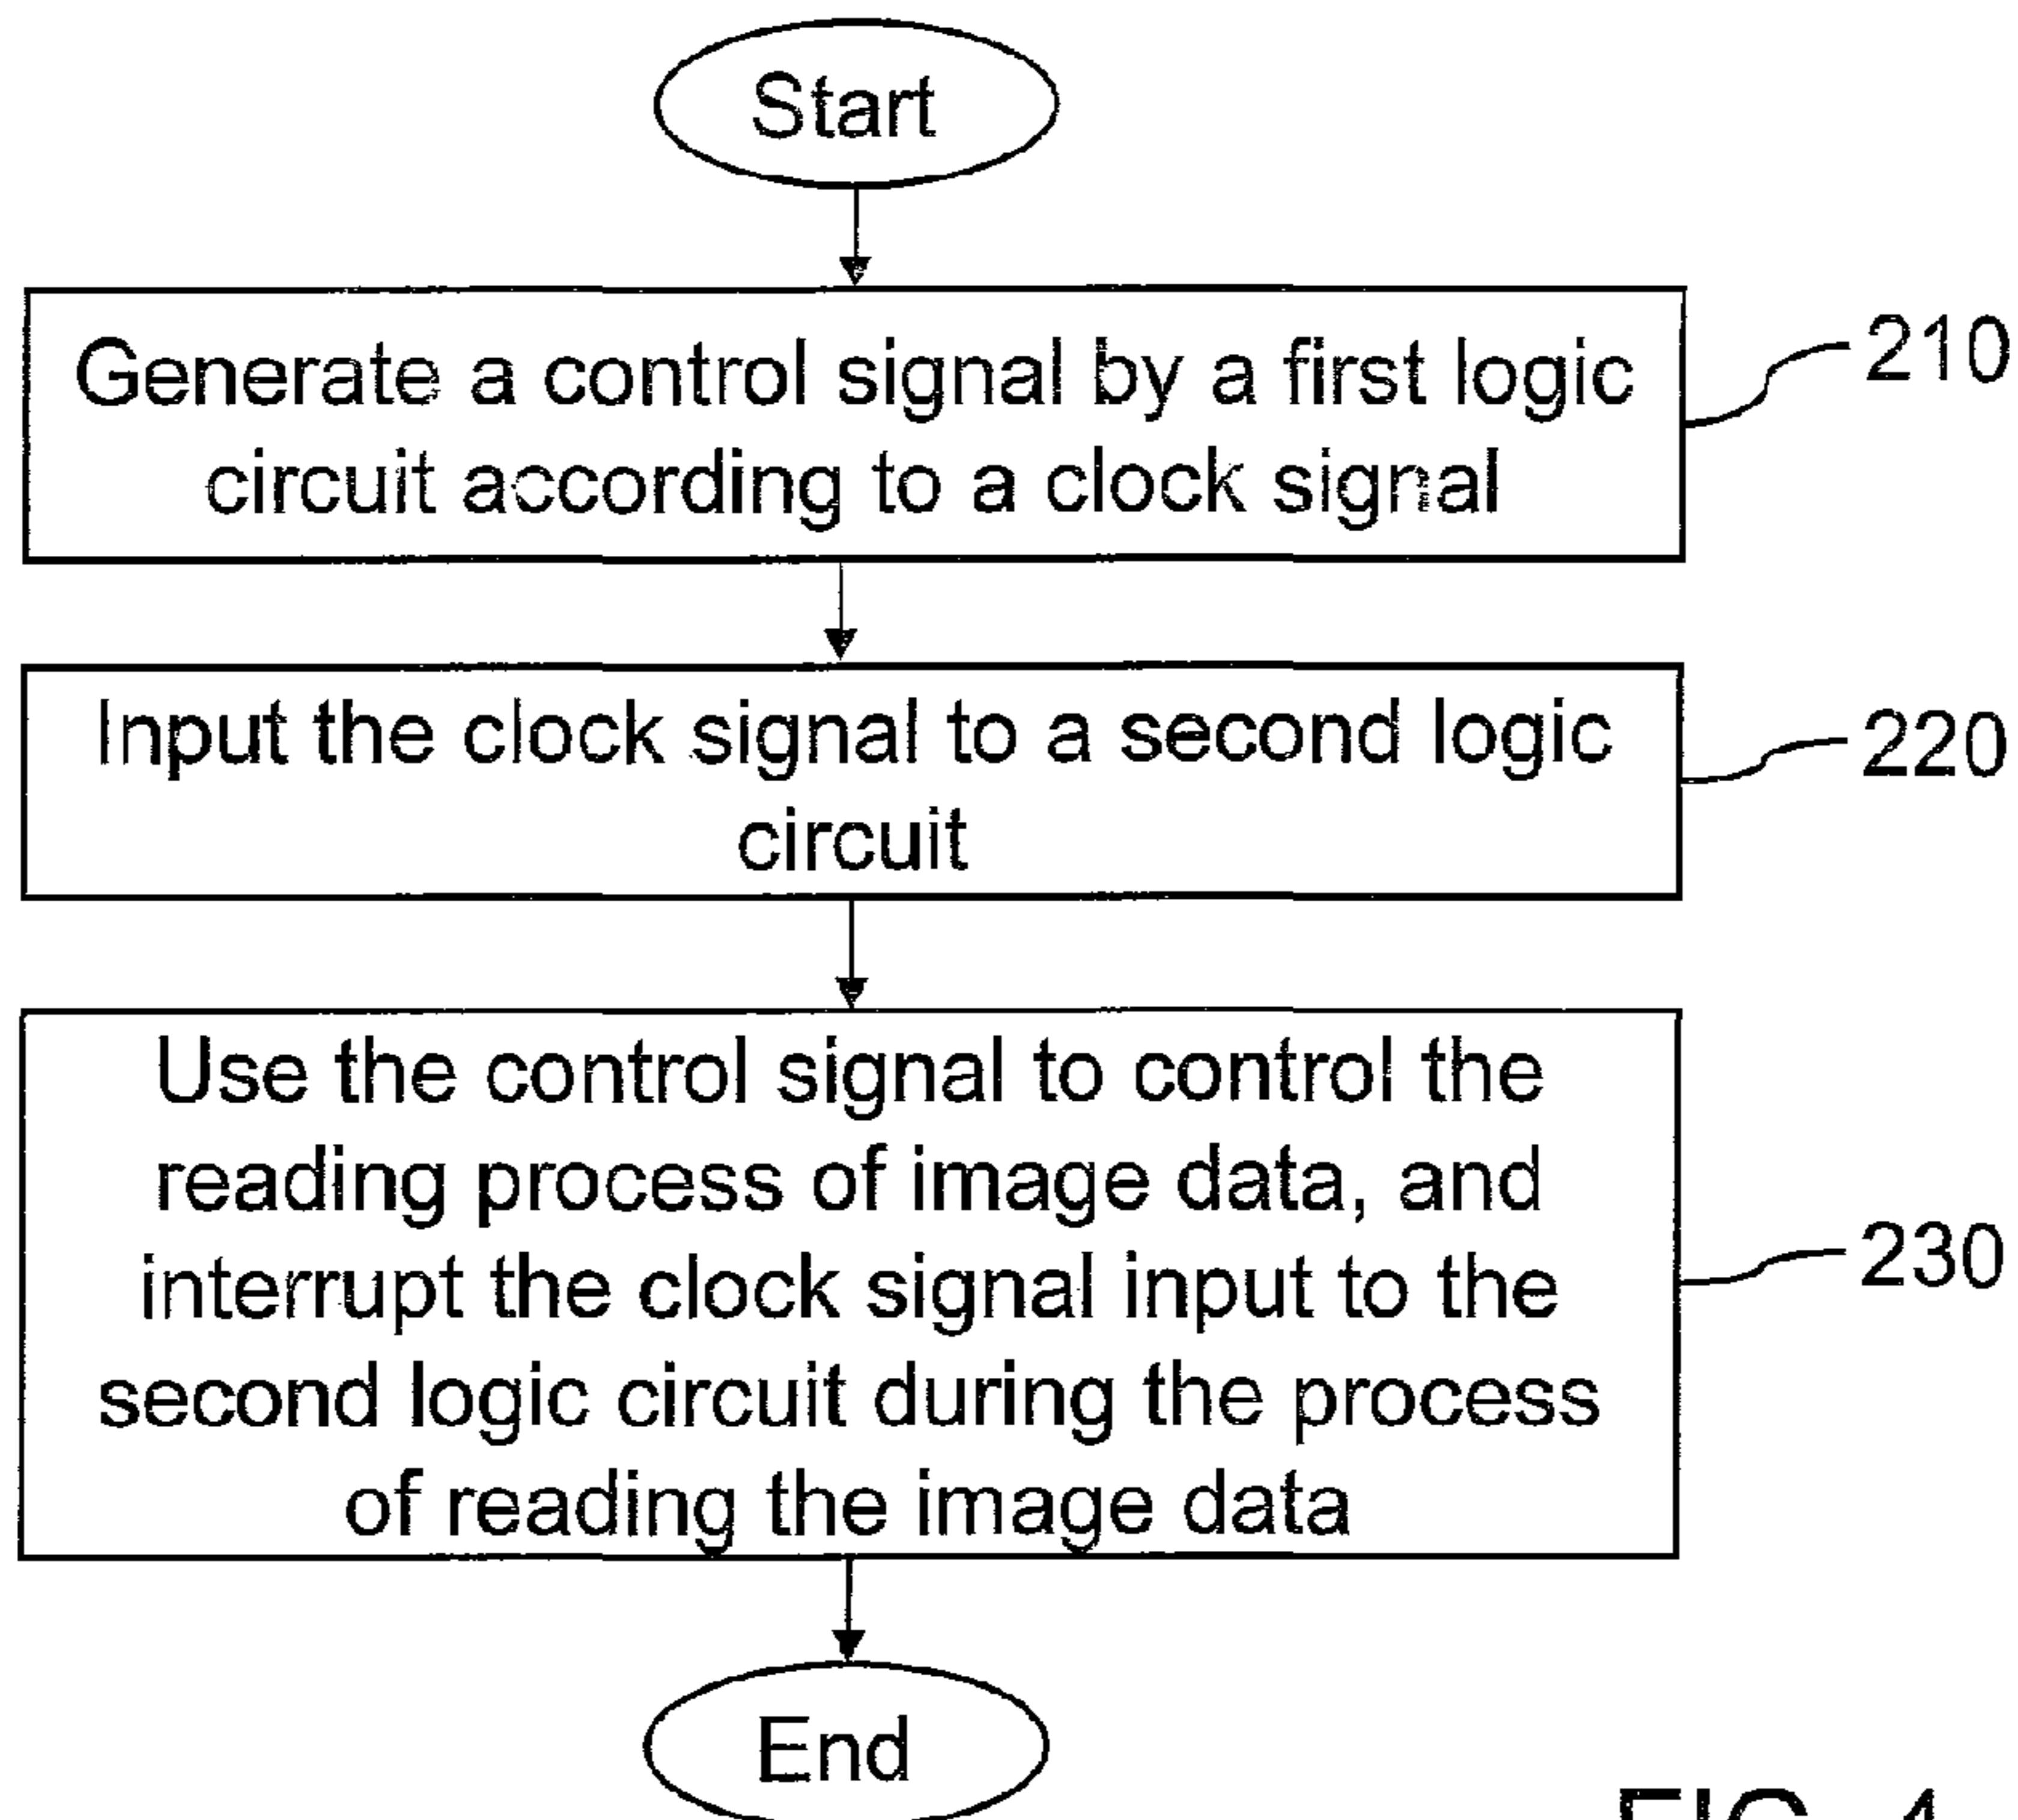 Start
Generate a control signal by a first logic
circuit according to a clock signal
210
Input the clock signal to a second logic
circuit
220
Use the control signal to control the
reading process of image data, and
interrupt the clock signal input to the
second logic circuit during the process
of reading the image data
230
End
FIG. 4